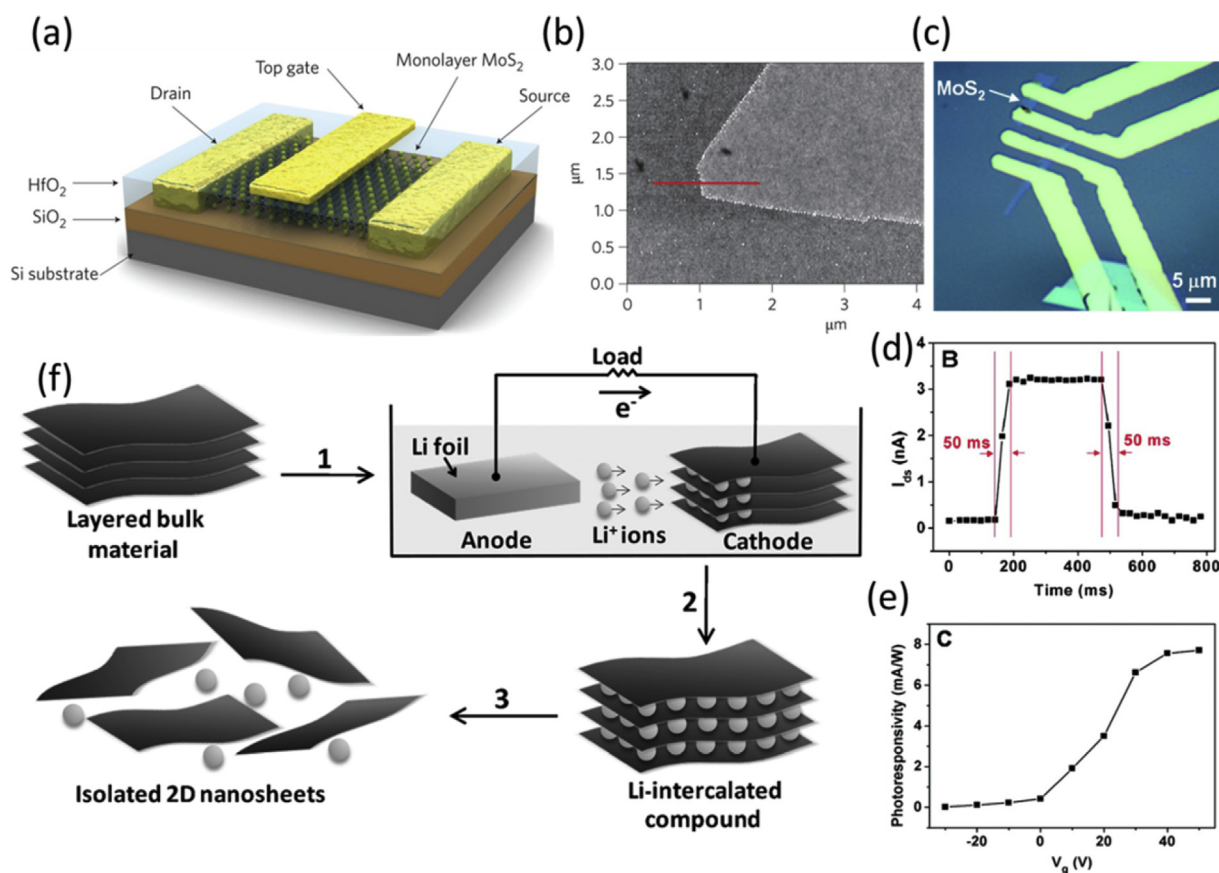 (a)
Top gate
Monolayer MoS₂
Drain
Source
HfO₂
SiO₂
Si substrate
(b)
3.0
2.5
2.0
μm
1.5
1.0
0.5
0.0
0
1
2
3
4
μm
(c)
MoS₂
5 μm
(d)
B
4
3
2
1
0
50 ms
50 ms
I_ds (nA)
0
200
400
600
800
Time (ms)
(e)
C
8
6
4
2
0
Photoresponsivity (mA/W)
-20
0
20
40
V_g (V)
(f)
Layered bulk
material
1
Load
e⁻
Li foil
Anode
Li⁺ ions
Cathode
2
Li-intercalated
compound
3
Isolated 2D nanosheets